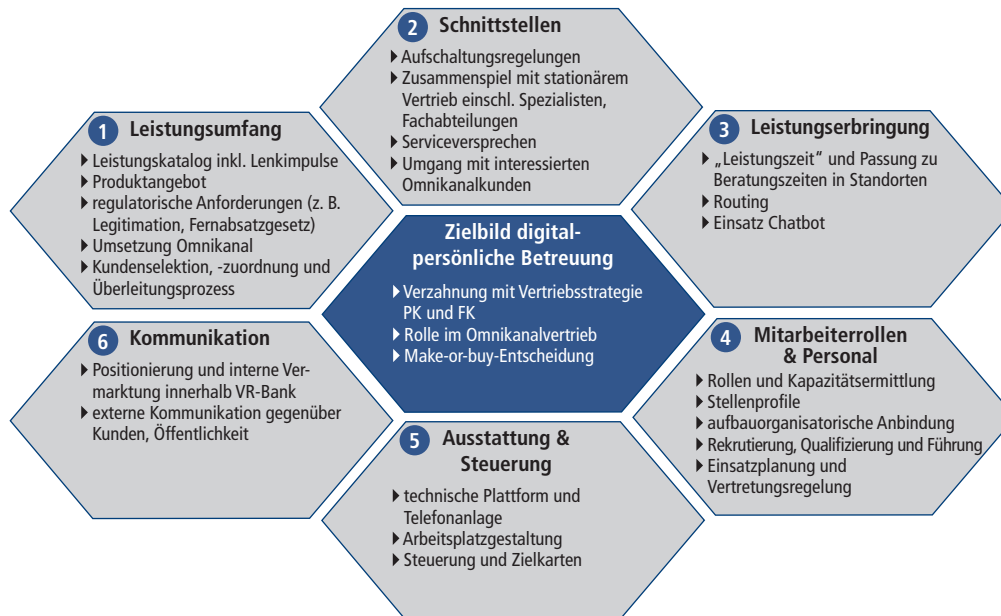 1
Leistungsumfang
Leistungskatalog inkl. Lenkimpulse
Produktangebot
regulatorische Anforderungen (z. B.
Legitimation, Fernabsatzgesetz)
Umsetzung Omnikanal
Kundenselektion, -zuordnung und
Überleitungsprozess
2
Schnittstellen
Aufschaltungsregelungen
Zusammenspiel mit stationärem
Vertrieb einschl. Spezialisten,
Fachabteilungen
Serviceversprechen
Umgang mit interessierten
Omnikanalkunden
3
Leistungserbringung
„Leistungszeit“ und Passung zu
Beratungszeiten in Standorten
Routing
Einsatz Chatbot
Zielbild digital-
persönliche Betreuung
Verzahnung mit Vertriebsstrategie
PK und FK
Rolle im Omnikanalvertrieb
Make-or-buy-Entscheidung
4
Mitarbeiterrollen
& Personal
Rollen und Kapazitätsermittlung
Stellenprofile
aufbauorganisatorische Anbindung
Rekrutierung, Qualifizierung und Führung
Einsatzplanung und
Vertretungsregelung
5
Ausstattung &
Steuerung
technische Plattform und
Telefonanlage
Arbeitsplatzgestaltung
Steuerung und Zielkarten
6
Kommunikation
Positionierung und interne Ver-
marktung innerhalb VR-Bank
externe Kommunikation gegenüber
Kunden, Öffentlichkeit